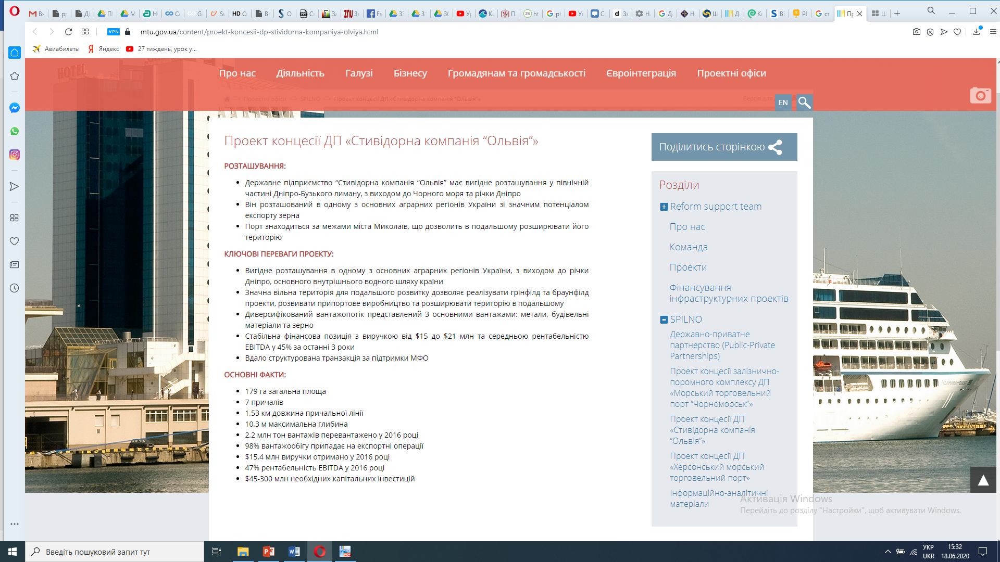 mtu.gov.ua/content/proekt-koncesii-dp-stividorna-kompaniya-olviya.html
VPN
Авиабилеты
Яндекс
27 тиждень, урок у...
HOTEL
Про нас
Діяльність
Галузі
Бізнесу
Громадянам та громадськості
Євроінтеграція
Проектні офіси
Проектні офіси
SPILNO
Проект концесії ДП «Стивідорна компанія “Ольвія”»
EN
Проект концесії ДП «Стивідорна компанія “Ольвія”»
РОЗТАШУВАННЯ:
Державне підприємство “Стивідорна компанія “Ольвія” має вигідне розташування у північній
частині Дніпро-Бузького лиману, з виходом до Чорного моря та річки Дніпро
Він розташований в одному з основних аграрних регіонів України зі значним потенціалом
експорту зерна
Порт знаходиться за межами міста Миколаїв, що дозволить в подальшому розширювати його
територію
КЛЮЧОВІ ПЕРЕВАГИ ПРОЕКТУ:
Вигідне розташування в одному з основних аграрних регіонів України, з виходом до річки
Дніпро, основного внутрішнього водного шляху країни
Значна вільна територія для подальшого розвитку дозволяє реалізувати грінфілд та браунфілд
проекти, розвивати припортове виробництво та розширювати територію в подальшому
Диверсифікований вантажопотік представлений 3 основними вантажами: метали, будівельні
матеріали та зерно
Стабільна фінансова позиція з виручкою від $15 до $21 млн та середньою рентабельністю
EBITDA у 45% за останні 3 роки
Вдало структурована транзакція за підтримки МФО
ОСНОВНІ ФАКТИ:
179 га загальна площа
7 причалів
1,53 км довжина причальної лінії
10,3 м максимальна глибина
2,2 млн тон вантажів перевантажено у 2016 році
98% вантажообігу припадає на експортні операції
$15,4 млн виручки отримано у 2016 році
47% рентабельність EBITDA у 2016 році
$45-300 млн необхідних капітальних інвестицій
Поділитись сторінкою
Розділи
Reform support team
Про нас
Команда
Проекти
Фінансування
інфраструктурних проектів
SPILNO
Державно-приватне
партнерство (Public-Private
Partnerships)
Проект концесії залізнично-
поромного комплексу ДП
«Морський торговельний
порт “Чорноморськ”»
Проект концесії ДП
«Стивідорна компанія
“Ольвія”»
Проект концесії ДП
«Херсонський морський
торговельний порт»
Інформаційно-аналітичні
матеріали
Активація Windows
Перейдіть до розділу "Настройки", щоб активувати Windows.
Введіть пошуковий запит тут
УКР
UKR
15:32
18.06.2020